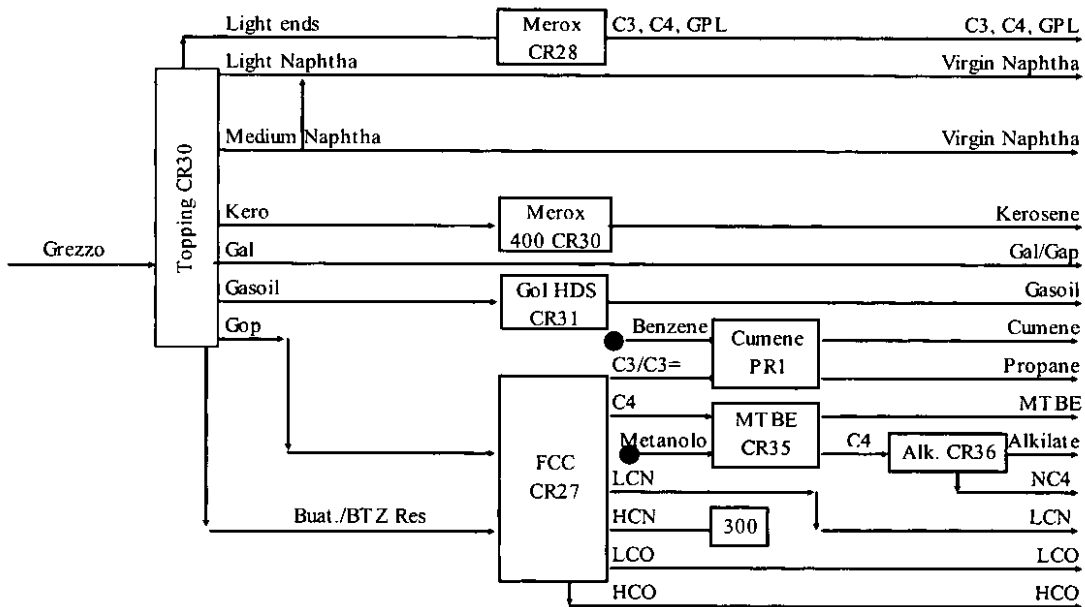 Light ends
Merox
CR28
C3, C4, GPL
C3, C4, GPL
Light Naphtha
Virgin Naphtha
Topping CR30
Medium Naphtha
Virgin Naphtha
Kero
Merox
400 CR30
Kerosene
Grezzo
Gal
Gal/Gap
Gasoil
Gol HDS
CR31
Gasoil
Gop
Benzene
Cumene
PR1
Cumene
C3/C3=
Propane
FCC
CR27
C4
MTBE
CR35
MTBE
Metanolo
C4
Alk. CR36
Alkilate
NC4
LCN
LCN
Buat./BTZ Res
HCN
300
LCO
LCO
HCO
HCO